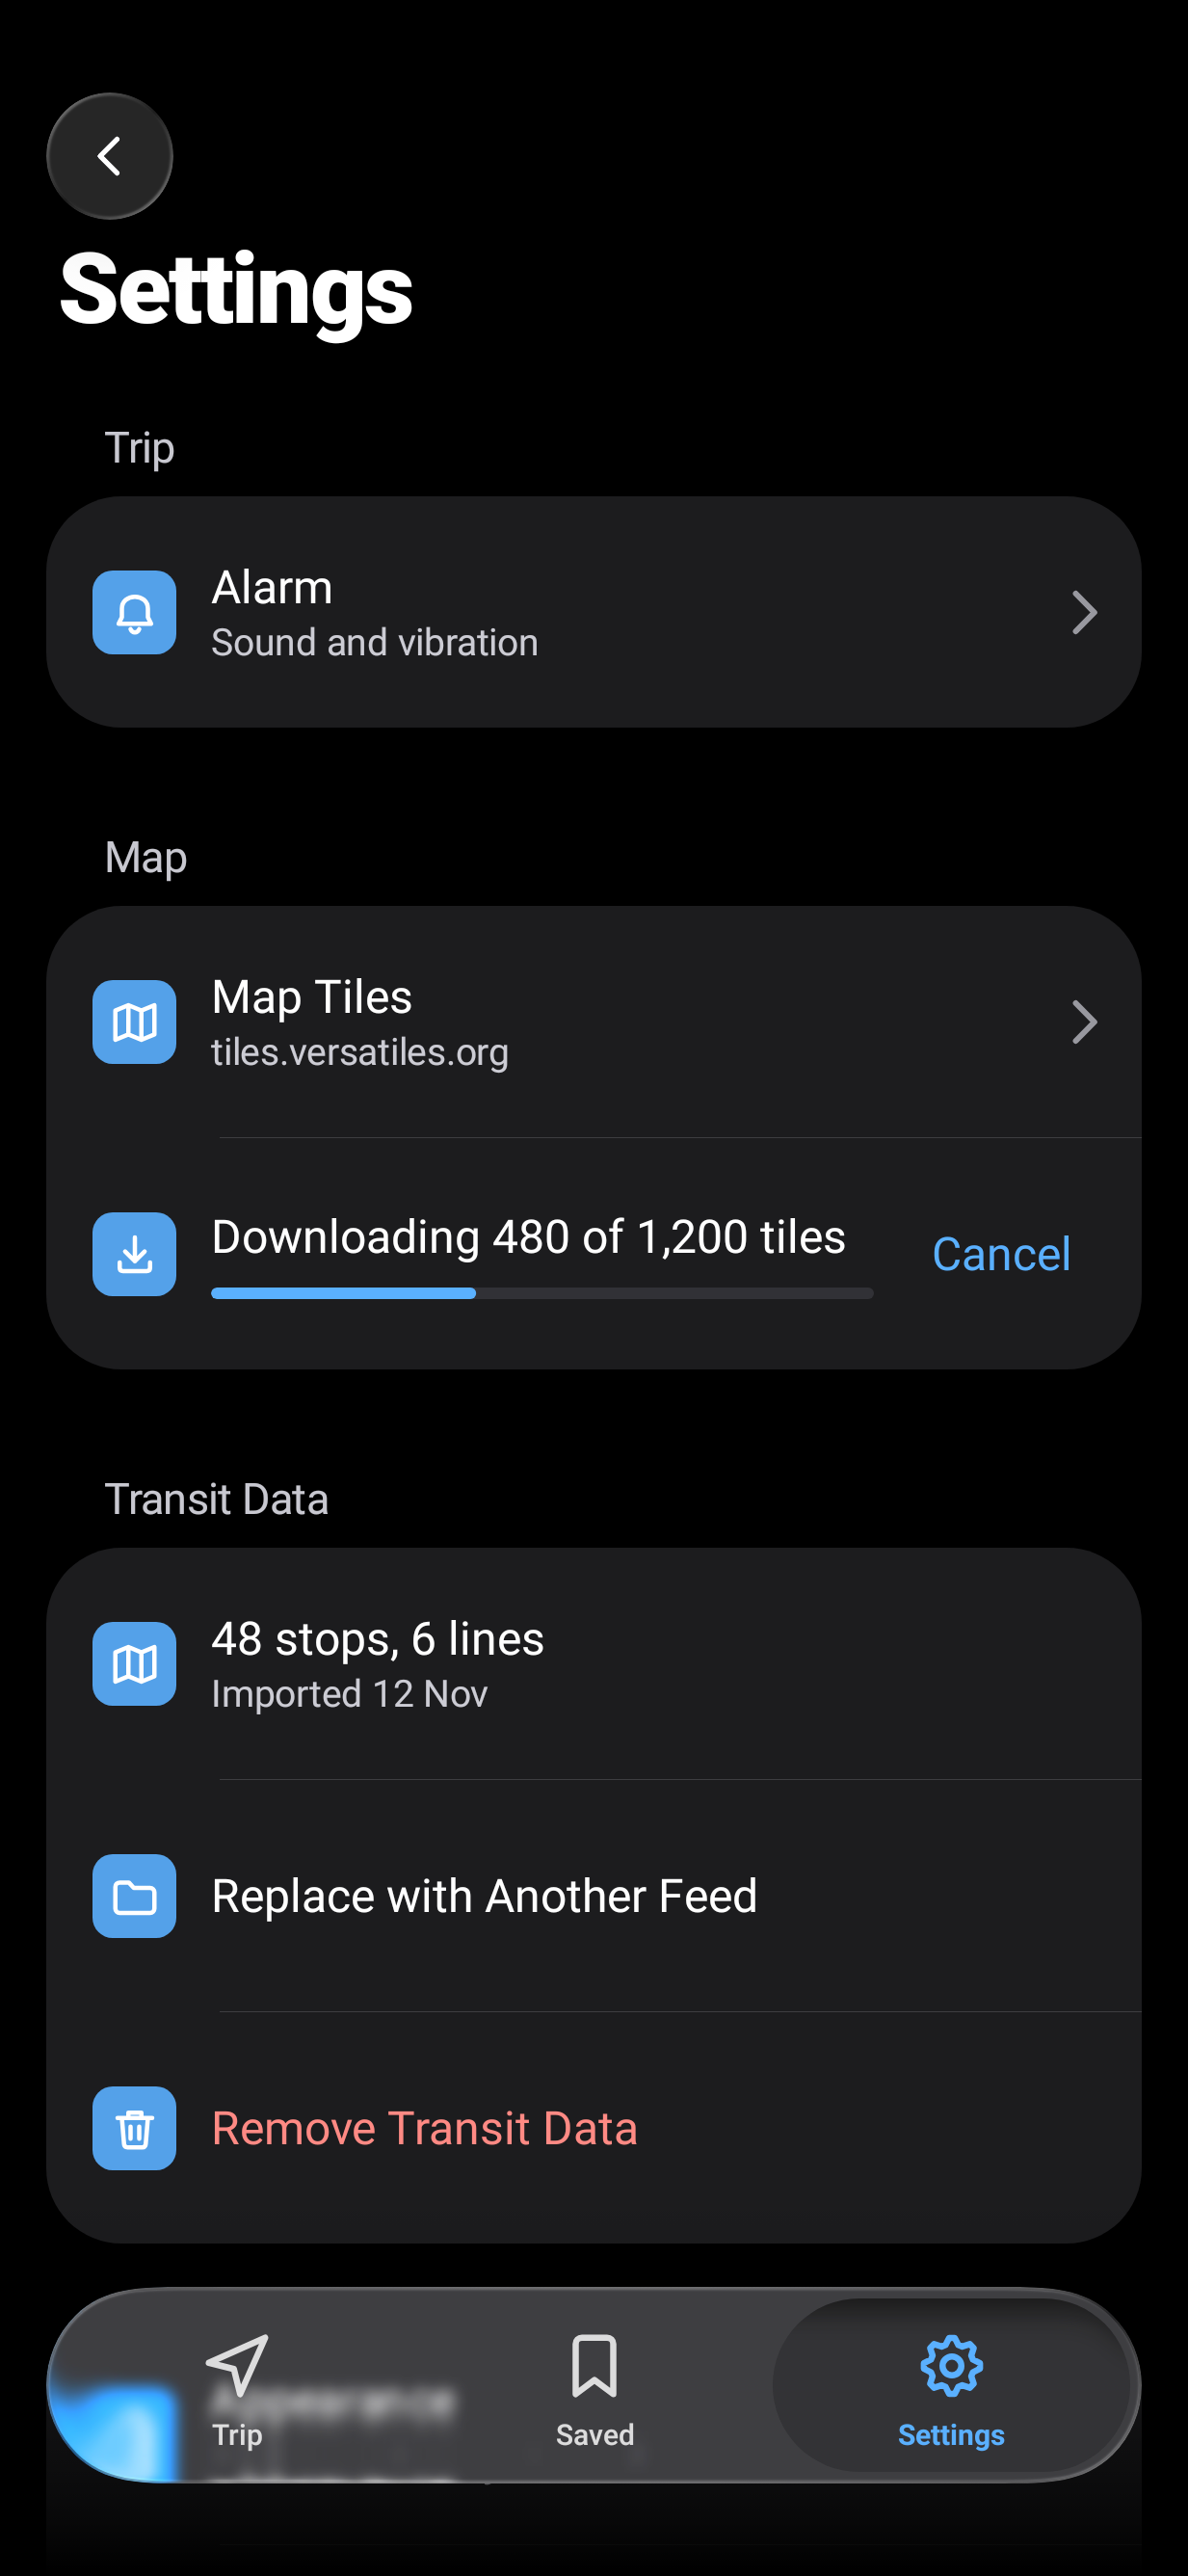 Settings
Trip
Alarm
Sound and vibration
Map
Map Tiles
tiles.versatiles.org
Downloading 480 of 1,200 tiles
Cancel
Transit Data
48 stops, 6 lines
Imported 12 Nov
Replace with Another Feed
Remove Transit Data
Appearance
Trip
Saved
Settings